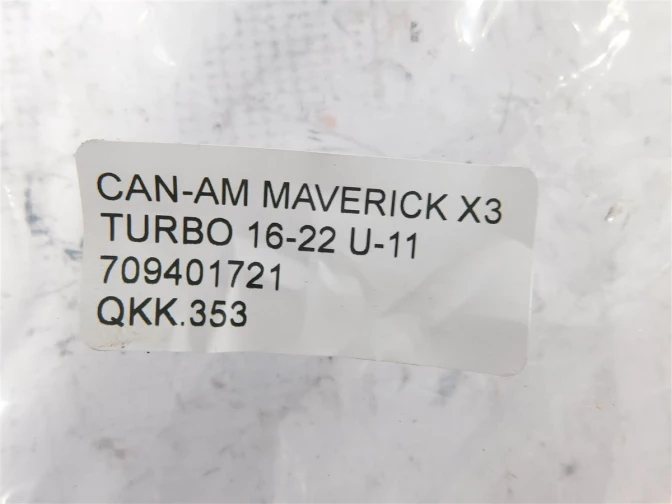 CAN-AM MAVERICK X3
TURBO 16-22 U-11
709401721
QKK.353